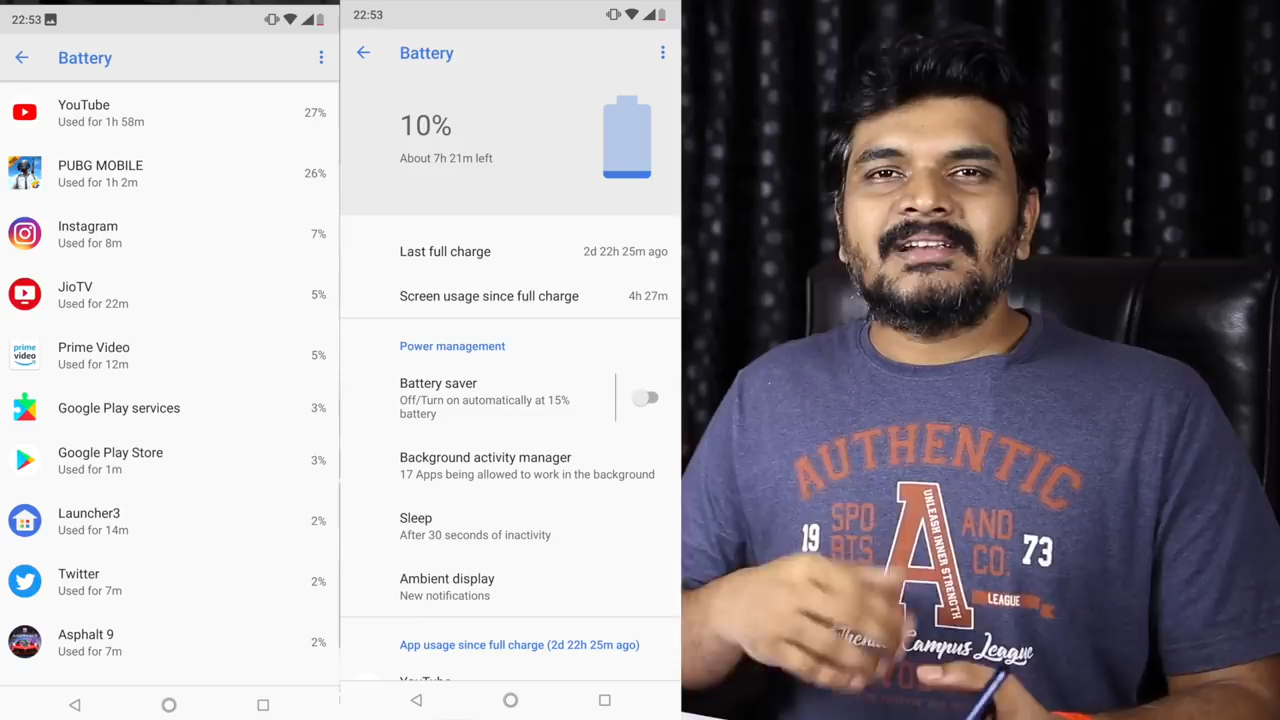 22:53
Battery
YouTube
Used for 1h 58m
27%
PUBG MOBILE
Used for 1h 2m
26%
Instagram
Used for 8m
7%
JioTV
Used for 22m
5%
prime video
Prime Video
Used for 12m
5%
Google Play services
3%
Google Play Store
Used for 1m
3%
Launcher3
Used for 14m
2%
Twitter
Used for 7m
2%
Asphalt 9
Used for 7m
2%
22:53
Battery
10%
About 7h 21m left
Last full charge
2d 22h 25m ago
Screen usage since full charge
4h 27m
Power management
Battery saver
Off/Turn on automatically at 15%
battery
Background activity manager
17 Apps being allowed to work in the background
Sleep
After 30 seconds of inactivity
Ambient display
New notifications
App usage since full charge (2d 22h 25m ago)
YouTube
AUTHENTIC
SPO
RTS
AND
CO.
19
73
A
UNLEASH INNER STRENGTH
LEAGUE
Campus League